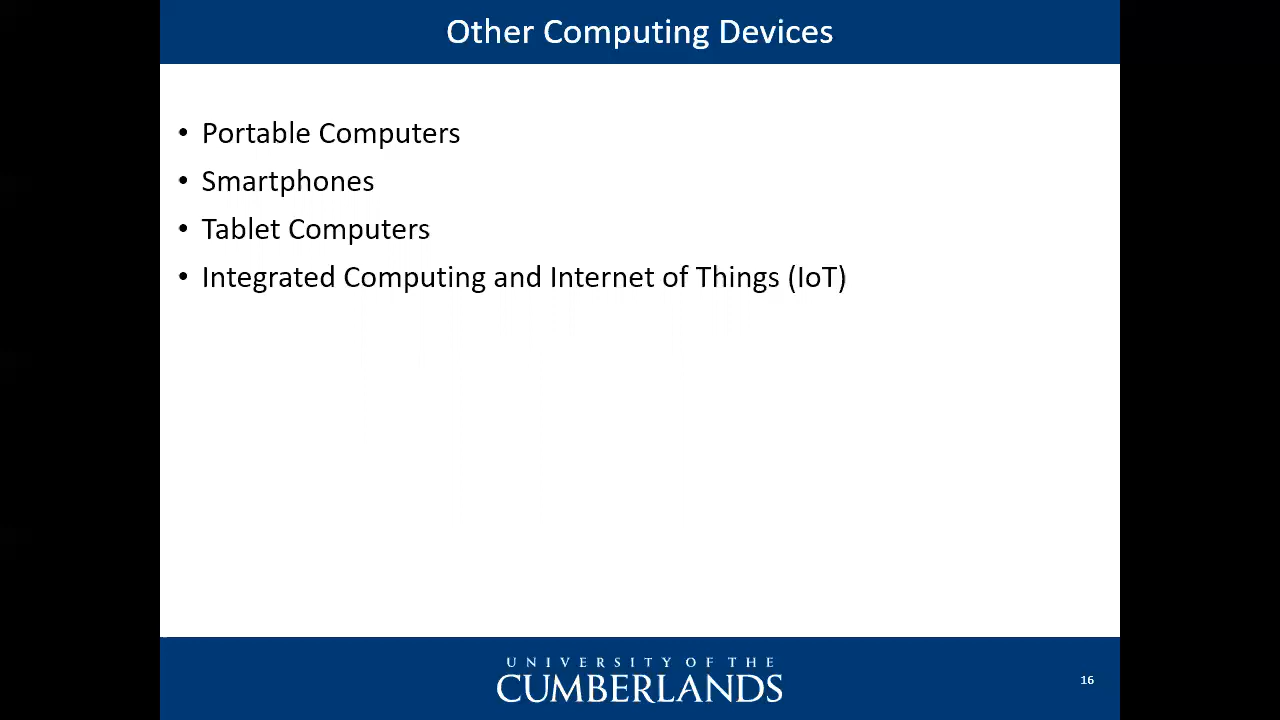 Other Computing Devices
• Portable Computers
• Smartphones
• Tablet Computers
• Integrated Computing and Internet of Things (IoT)
UNIVERSITY OF THE
CUMBERLANDS
16